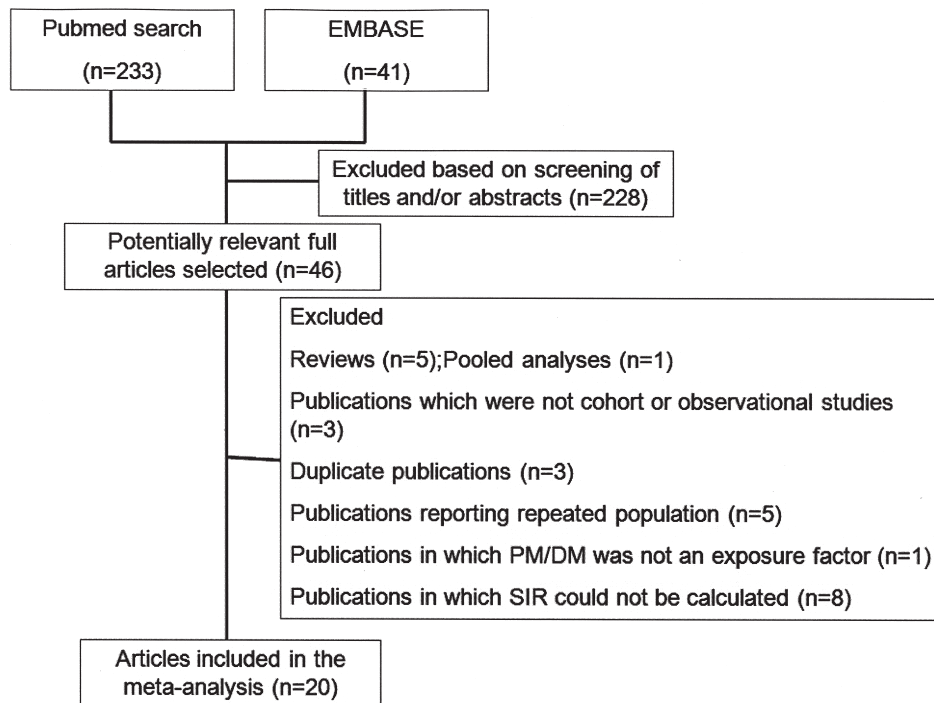 Pubmed search
(n=233)
EMBASE
(n=41)
Excluded based on screening of
titles and/or abstracts (n=228)
Potentially relevant full
articles selected (n=46)
Excluded
Reviews (n=5);Pooled analyses (n=1)
Publications which were not cohort or observational studies
(n=3)
Duplicate publications (n=3)
Publications reporting repeated population (n=5)
Publications in which PM/DM was not an exposure factor (n=1)
Publications in which SIR could not be calculated (n=8)
Articles included in the
meta-analysis (n=20)